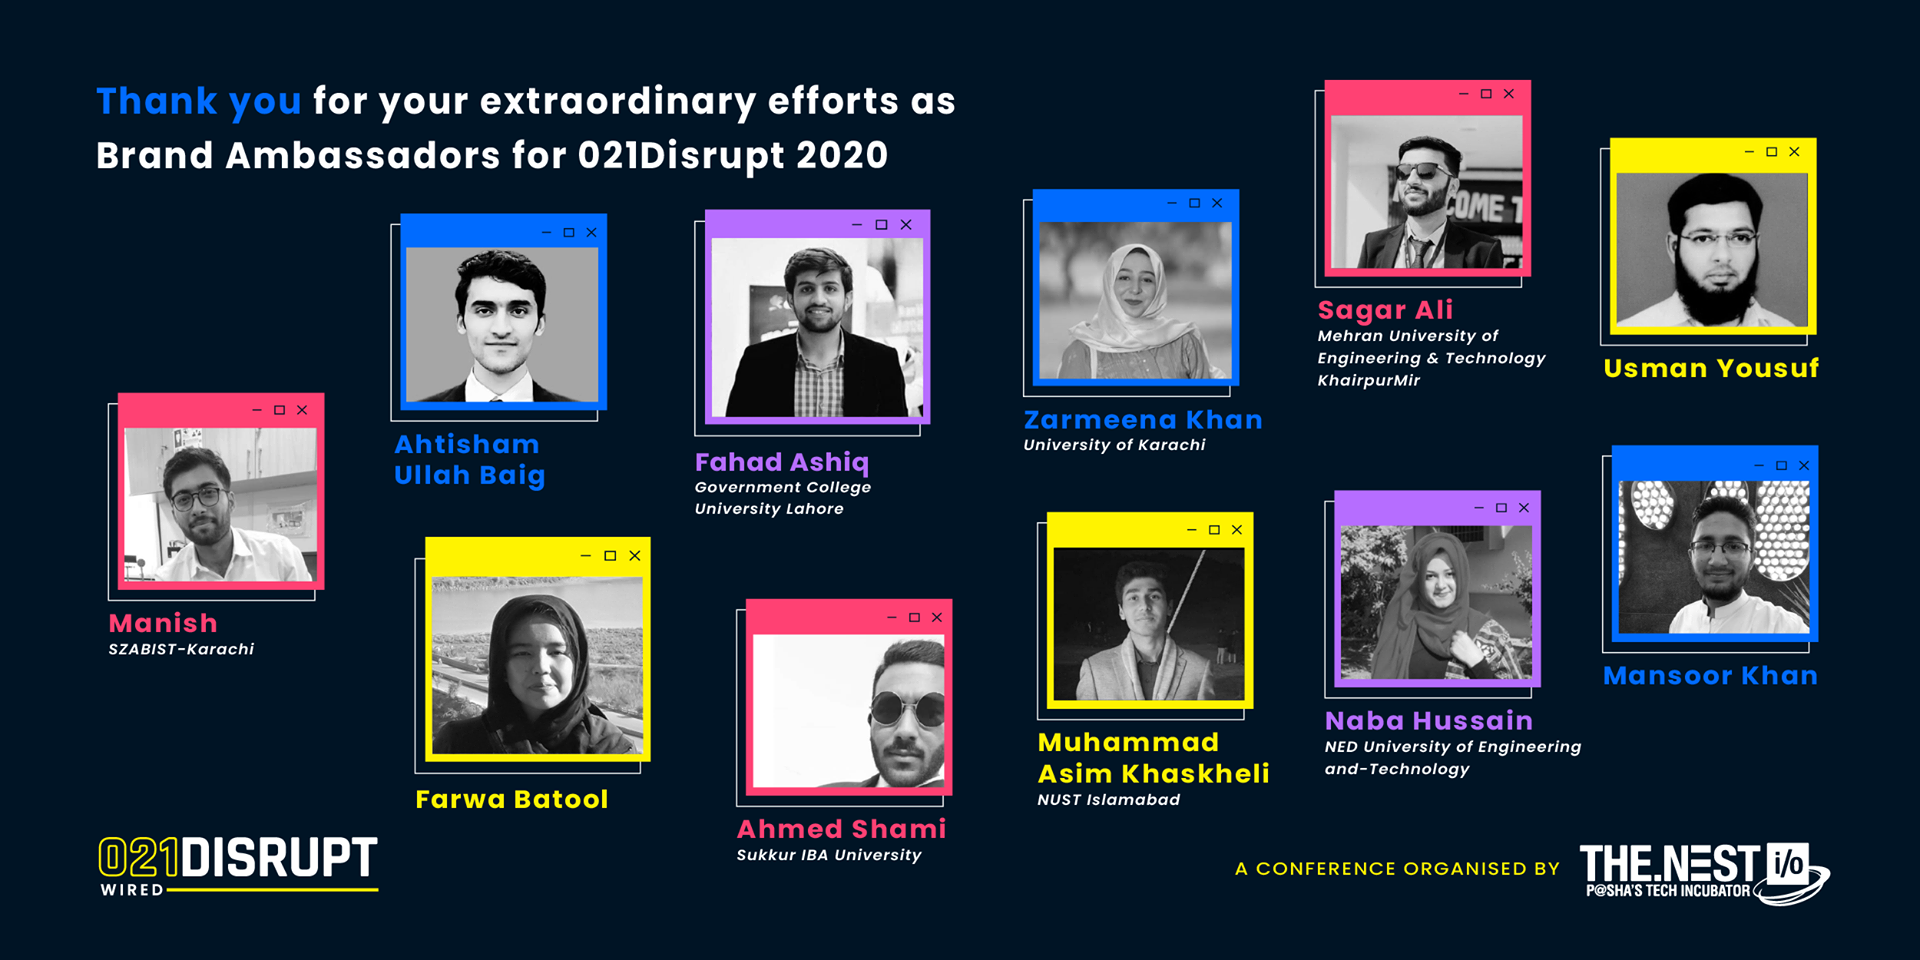 Thank you for your extraordinary efforts as
Brand Ambassadors for 021Disrupt 2020
Manish
SZABIST-Karachi
Ahtisham
Ullah Baig
Fahad Ashiq
Government College
University Lahore
Zarmeena Khan
University of Karachi
COME T
Sagar Ali
Mehran University of
Engineering & Technology
KhairpurMir
Usman Yousuf
Farwa Batool
Ahmed Shami
Sukkur IBA University
Muhammad
Asim Khaskheli
NUST Islamabad
Naba Hussain
NED University of Engineering
and-Technology
Mansoor Khan
021DISRUPT
WIRED
A CONFERENCE ORGANISED BY
THE.NEST i/o
P@SHA'S TECH INCUBATOR